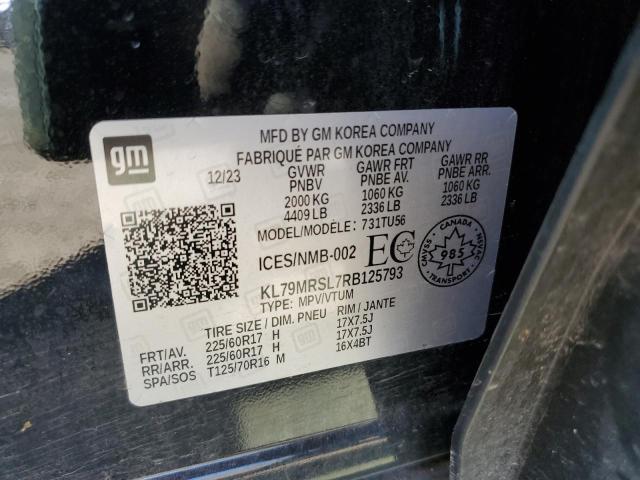 gm
MFD BY GM KOREA COMPANY
FABRIQUÉ PAR GM KOREA COMPANY
12/23 GVWR GAWR FRT GAWR RR
PNBV PNBE AV. PNBE ARR.
2000 KG 1060 KG 1060 KG
4409 LB 2336 LB 2336 LB
MODEL/MODÈLE: 731TU56
ICES/NMB-002 EC
CANADA
985
CMVSS NSVAC
KL79MRSL7RB125793
TYPE: MPV/VTUM
TIRE SIZE / DIM. PNEU RIM / JANTE
FRT/AV. 225/60R17 H 17X7.5J
RR/ARR. 225/60R17 H 17X7.5J
SPA/SOS T125/70R16 M 16X4BT